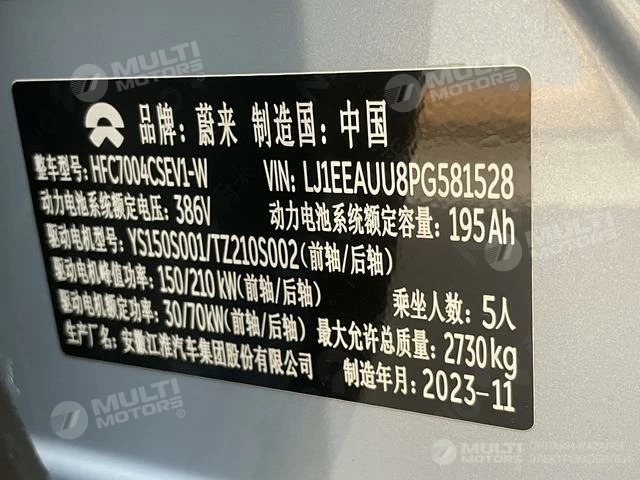 品牌: 蔚来 制造国: 中国
整车型号: HFC7004CSEV1-W VIN: LJ1EEAUU8PG581528
动力电池系统额定电压: 386V 动力电池系统额定容量: 195Ah
驱动电机型号: YS150S001/TZ210S002(前轴/后轴)
驱动电机峰值功率: 150/210kW(前轴/后轴) 乘坐人数: 5人
驱动电机额定功率: 30/70kW(前轴/后轴) 最大允许总质量: 2730kg
生产厂名: 安徽江淮汽车集团股份有限公司 制造年月: 2023-11
MULTI MOTORS
MULTI MOTORS
MULTI MOTORS
MULTI MOTORS
MULTI MOTORS ОНЛАЙН-КАТАЛОГ ЭЛЕКТРОМОБИЛЕЙ